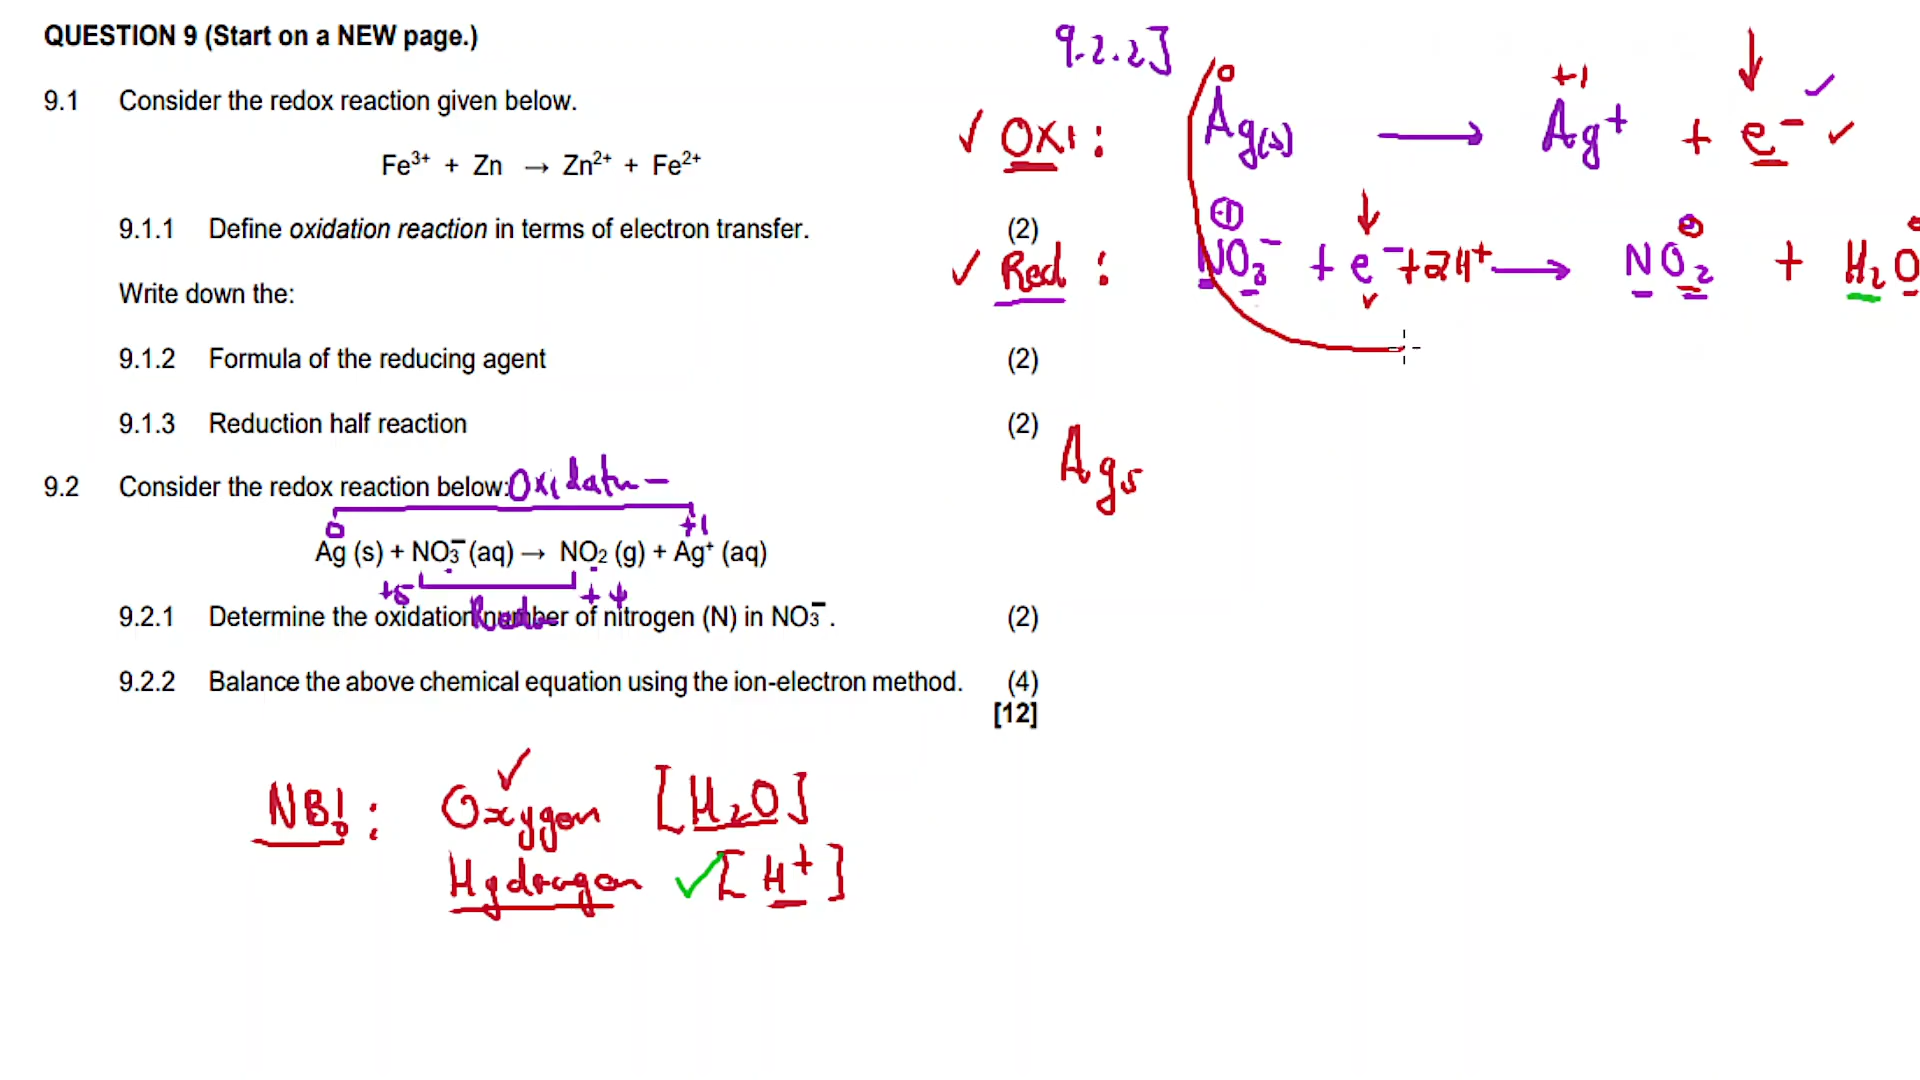 QUESTION 9 (Start on a NEW page.)
9.1 Consider the redox reaction given below.
Fe³⁺ + Zn → Zn²⁺ + Fe²⁺
9.1.1 Define oxidation reaction in terms of electron transfer. (2)
Write down the:
9.1.2 Formula of the reducing agent (2)
9.1.3 Reduction half reaction (2)
9.2 Consider the redox reaction below: Oxidatn
0 +1
Ag (s) + NO₃⁻ (aq) → NO₂ (g) + Ag⁺ (aq)
+5 +4
9.2.1 Determine the oxidation number of nitrogen (N) in NO₃⁻. (2)
9.2.2 Balance the above chemical equation using the ion-electron method. (4)
[12]
NB!: Oxygen [H₂O]
Hydrogen ✓ [H⁺]
9.2.2]
0 +1 ↓
✓ Oxi: Ag(s) → Ag⁺ + e⁻ ✓
✓ Red: NO₃⁻ + e⁻ + 2H⁺ → NO₂ + H₂O
Ag